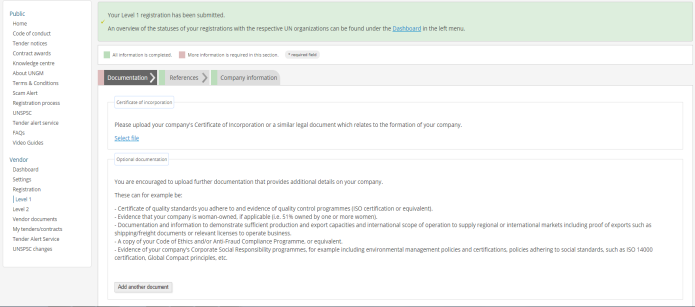 Public
Home
Code of conduct
Tender notices
Contract awards
Knowledge centre
About UNGM
Terms & Conditions
Scam Alert
Registration process
UNSPSC
Tender alert service
FAQs
Video Guides
Vendor
Dashboard
Settings
Registration
Level 1
Level 2
Vendor documents
My tenders/contracts
Tender Alert Service
UNSPSC changes
Your Level 1 registration has been submitted.
An overview of the statuses of your registrations with the respective UN organizations can be found under the Dashboard in the left menu.
All information is completed. More information is required in this section. * required field
Documentation References Company information
Certificate of incorporation
Please upload your company's Certificate of Incorporation or a similar legal document which relates to the formation of your company.
Select file
Optional documentation
You are encouraged to upload further documentation that provides additional details on your company.
These can for example be:
- Certificate of quality standards you adhere to and evidence of quality control programmes (ISO certification or equivalent).
- Evidence that your company is woman-owned, if applicable (i.e. 51% owned by one or more women).
- Documentation and information to demonstrate sufficient production and export capacities and international scope of operation to supply regional or international markets including proof of exports such as
shipping/freight documents or relevant licenses to operate business.
- A copy of your Code of Ethics and/or Anti-Fraud Compliance Programme, or equivalent.
- Evidence of your company's Corporate Social Responsibility programmes, for example including environmental management policies and certifications, policies adhering to social standards, such as ISO 14000
certification, Global Compact principles, etc.
Add another document